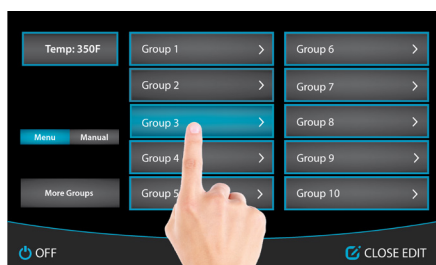 Temp: 350F
Menu Manual
More Groups
Group 1
Group 2
Group 3
Group 4
Group 5
Group 6
Group 7
Group 8
Group 9
Group 10
OFF
CLOSE EDIT